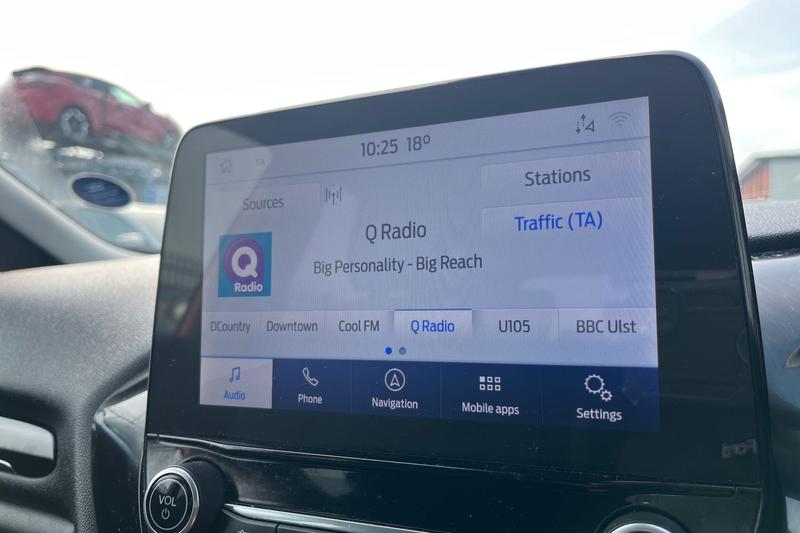 TA
10:25 18º
Sources
Stations
Q Radio
Traffic (TA)
Big Personality - Big Reach
Q
Radio
DCountry
Downtown
Cool FM
Q Radio
U105
BBC Ulst
Audio
Phone
Navigation
Mobile apps
Settings
VOL